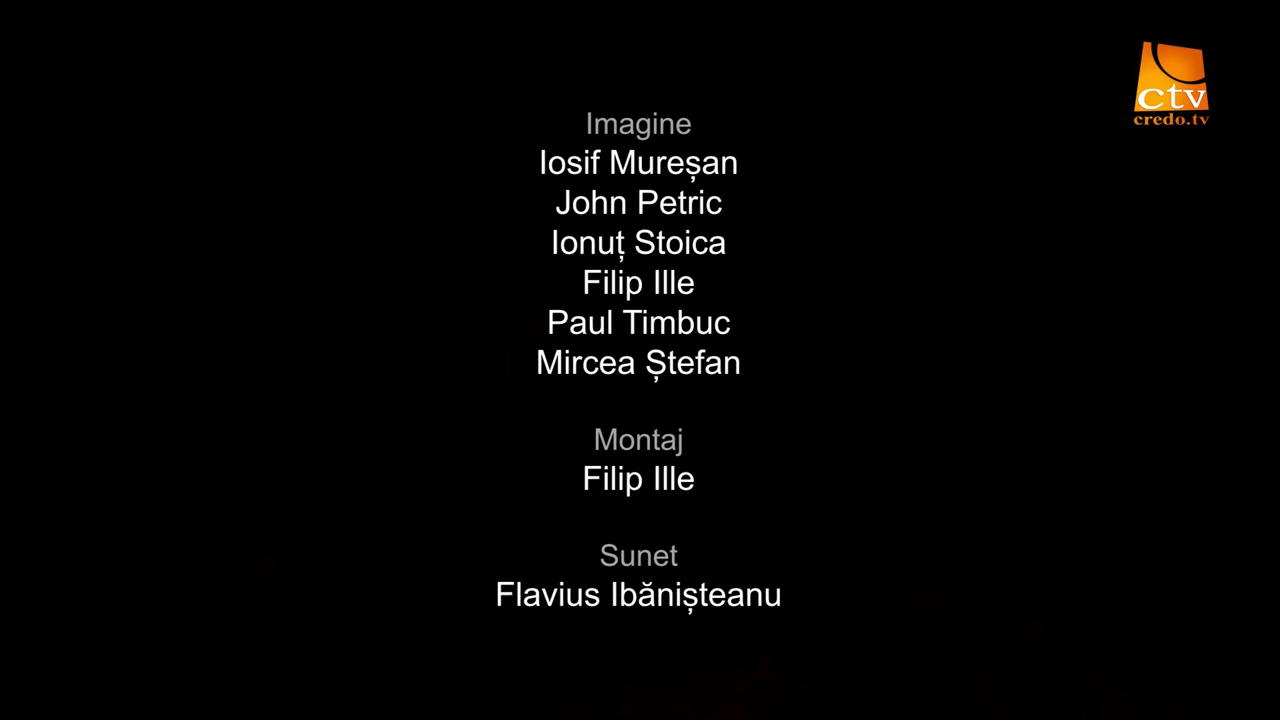 ctv
credo.tv
Imagine
Iosif Mureșan
John Petric
Ionuț Stoica
Filip Ille
Paul Timbuc
Mircea Ștefan
Montaj
Filip Ille
Sunet
Flavius Ibănișteanu